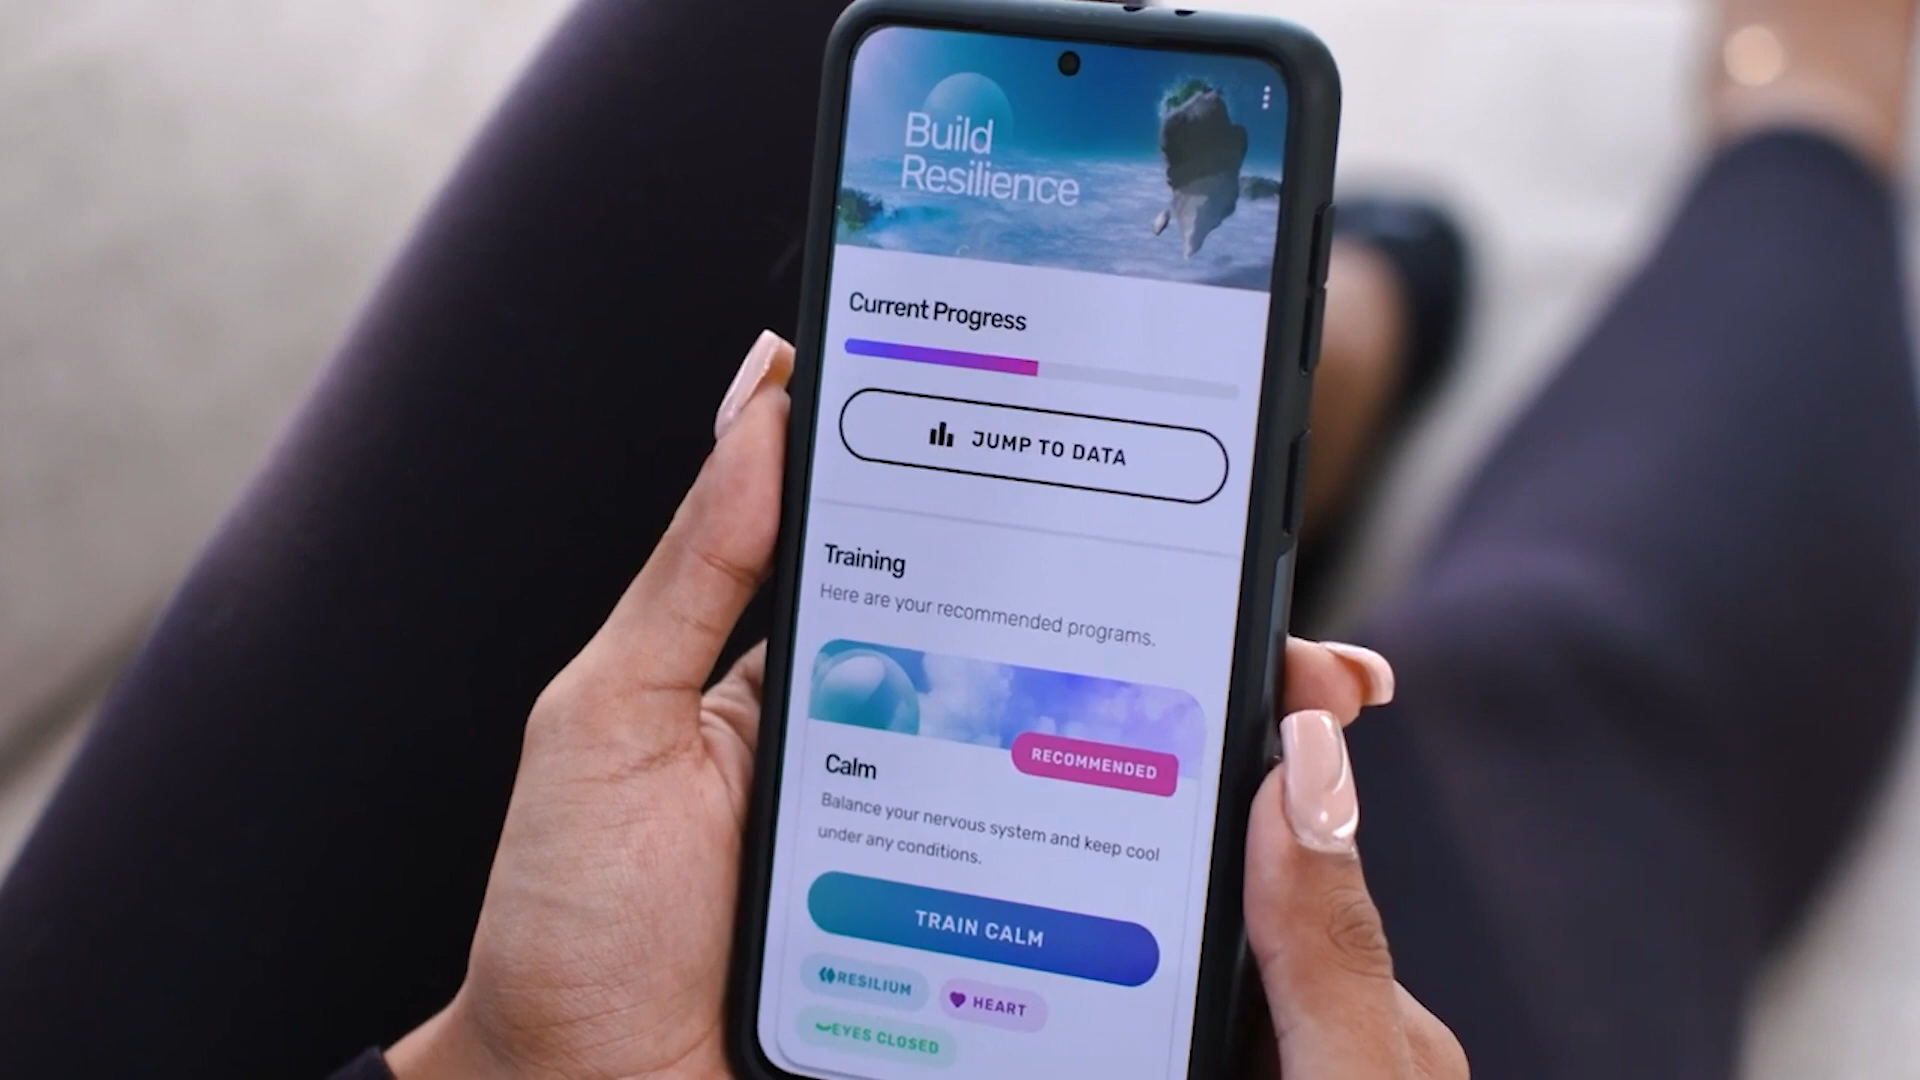 Build
Resilience
Current Progress
JUMP TO DATA
Training
Here are your recommended programs.
RECOMMENDED
Calm
Balance your nervous system and keep cool
under any conditions.
TRAIN CALM
RESILIUM
HEART
EYES CLOSED